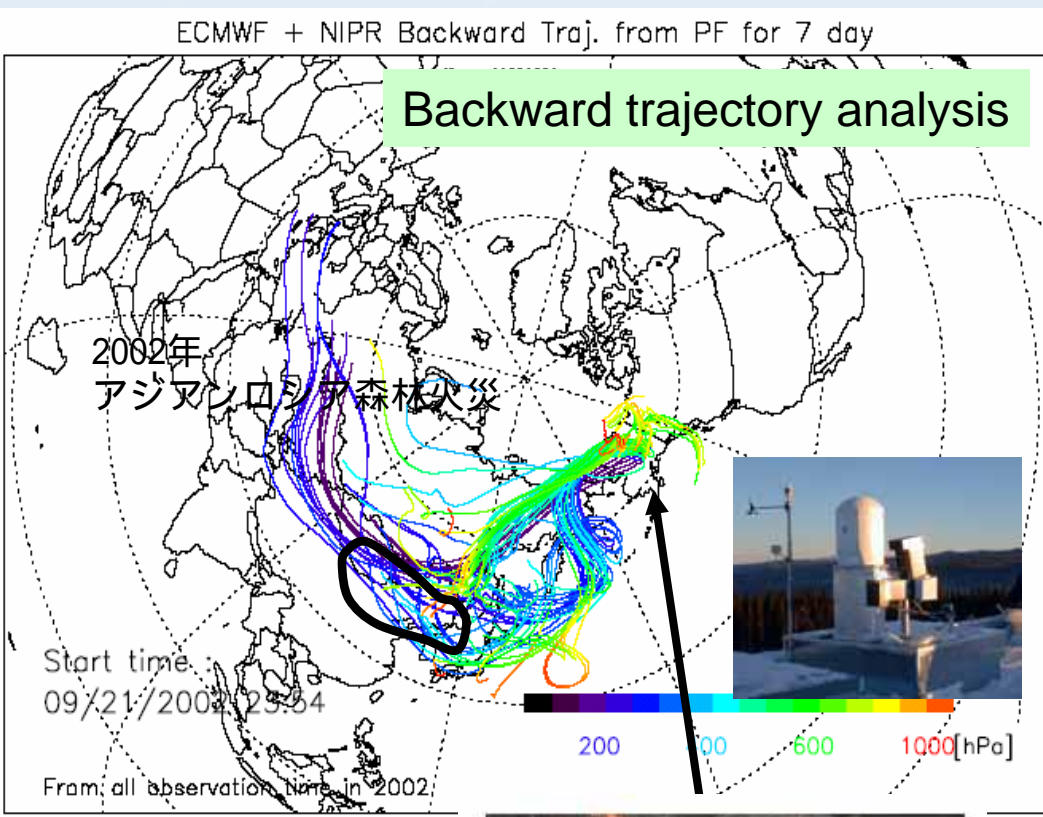 ECMWF + NIPR Backward Traj. from PF for 7 day
Backward trajectory analysis
2002年
アジアンロシア森林火災
Start time :
09/21/2002 23:54
200 400 600 1000[hPa]
From all observation time in 2002